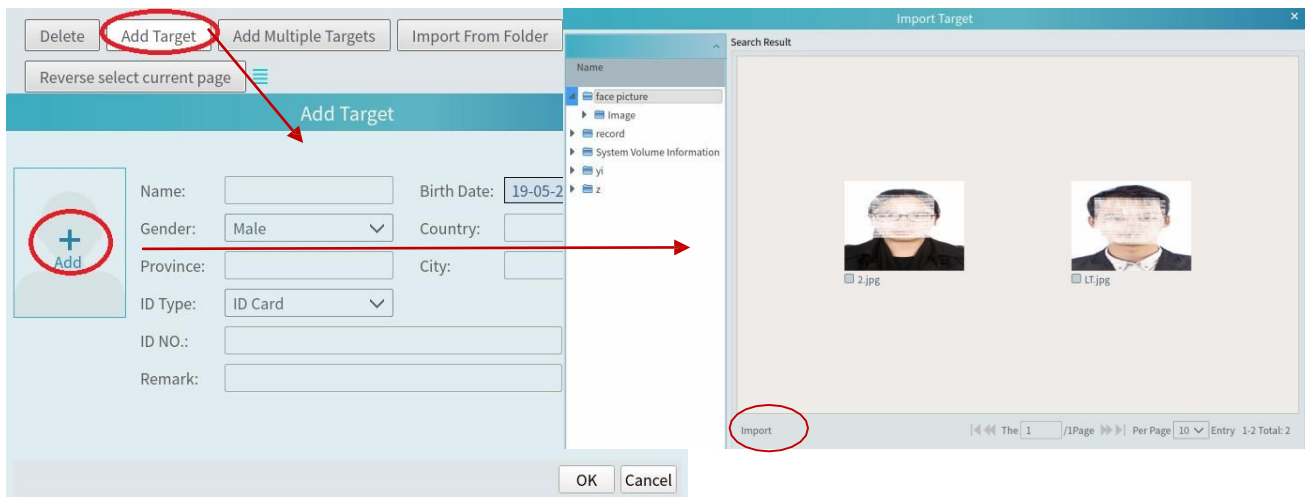 Delete Add Target Add Multiple Targets Import From Folder
Reverse select current page
Add Target
Add
Name: Birth Date: 19-05-2
Gender: Male Country:
Province: City:
ID Type: ID Card
ID NO.:
Remark:
OK Cancel
Import Target ×
Search Result
Name
face picture
Image
record
System Volume Information
yi
z
2.jpg LT.jpg
Import The 1 /1Page Per Page 10 Entry 1-2 Total: 2